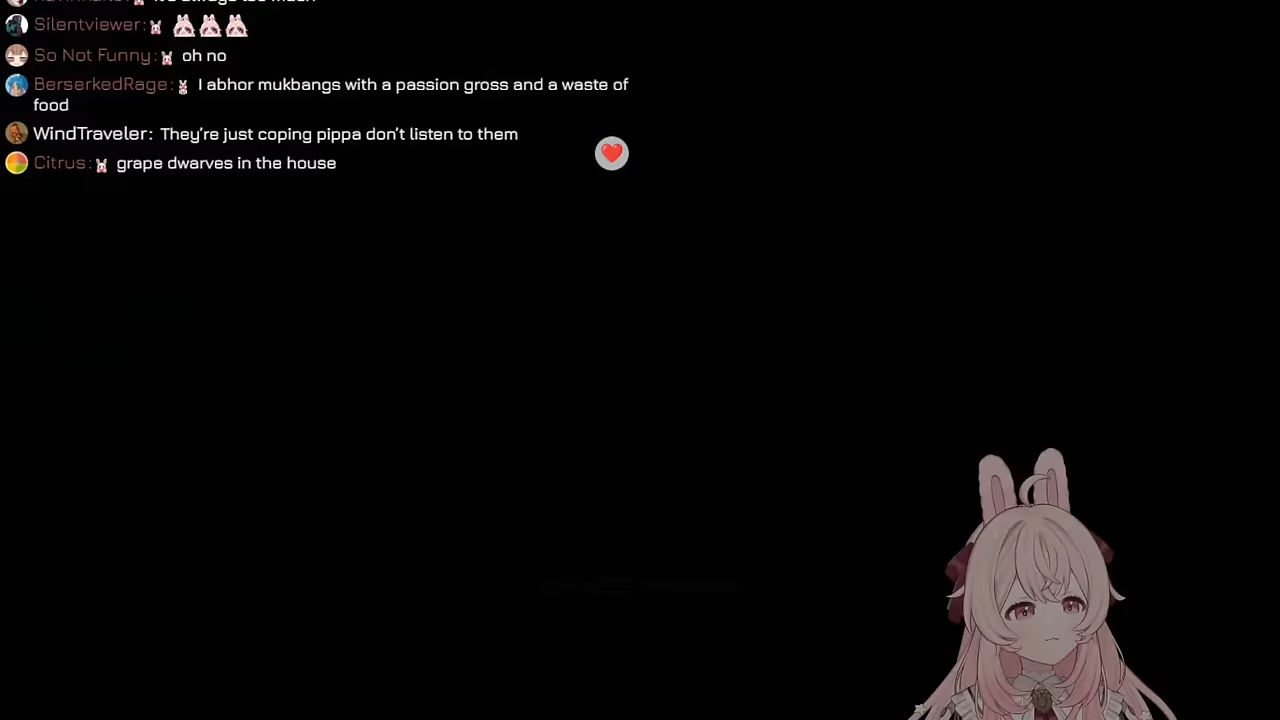 Silentviewer:
So Not Funny: oh no
BerserkedRage: I abhor mukbangs with a passion gross and a waste of
food
WindTraveler: They're just coping pippa don't listen to them
Citrus: grape dwarves in the house